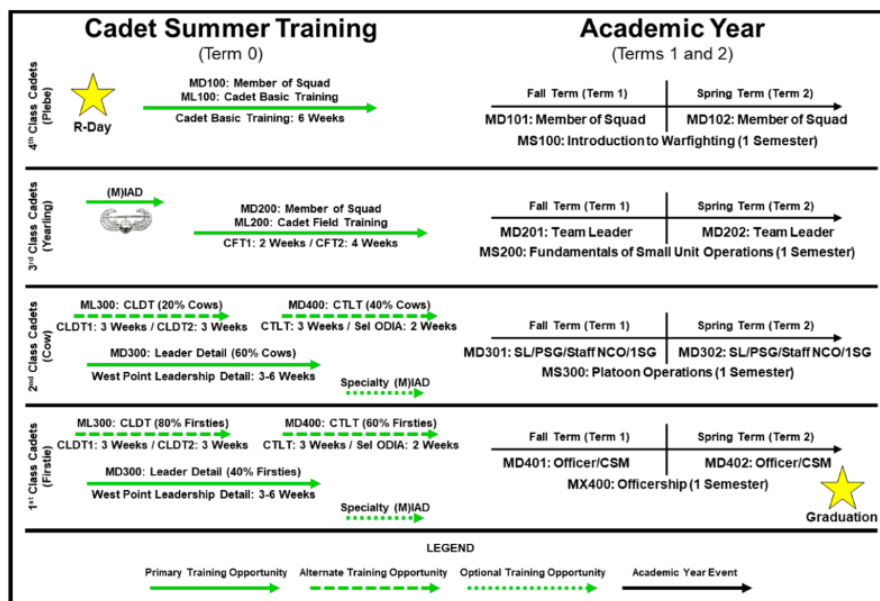 Cadet Summer Training
(Term 0)
Academic Year
(Terms 1 and 2)
4th Class Cadets
(Plebe)
R-Day
MD100: Member of Squad
ML100: Cadet Basic Training
Cadet Basic Training: 6 Weeks
Fall Term (Term 1)
Spring Term (Term 2)
MD101: Member of Squad
MD102: Member of Squad
MS100: Introduction to Warfighting (1 Semester)
3rd Class Cadets
(Yearling)
(M)IAD
MD200: Member of Squad
ML200: Cadet Field Training
CFT1: 2 Weeks / CFT2: 4 Weeks
Fall Term (Term 1)
Spring Term (Term 2)
MD201: Team Leader
MD202: Team Leader
MS200: Fundamentals of Small Unit Operations (1 Semester)
2nd Class Cadets
(Cow)
ML300: CLDT (20% Cows)
CLDT1: 3 Weeks / CLDT2: 3 Weeks
MD400: CTLT (40% Cows)
CTLT: 3 Weeks / Sel ODIA: 2 Weeks
MD300: Leader Detail (60% Cows)
West Point Leadership Detail: 3-6 Weeks
Specialty (M)IAD
Fall Term (Term 1)
Spring Term (Term 2)
MD301: SL/PSG/Staff NCO/1SG
MD302: SL/PSG/Staff NCO/1SG
MS300: Platoon Operations (1 Semester)
1st Class Cadets
(Firstie)
ML300: CLDT (80% Firsties)
CLDT1: 3 Weeks / CLDT2: 3 Weeks
MD400: CTLT (60% Firsties)
CTLT: 3 Weeks / Sel ODIA: 2 Weeks
MD300: Leader Detail (40% Firsties)
West Point Leadership Detail: 3-6 Weeks
Specialty (M)IAD
Fall Term (Term 1)
Spring Term (Term 2)
MD401: Officer/CSM
MD402: Officer/CSM
MX400: Officership (1 Semester)
Graduation
LEGEND
Primary Training Opportunity
Alternate Training Opportunity
Optional Training Opportunity
Academic Year Event